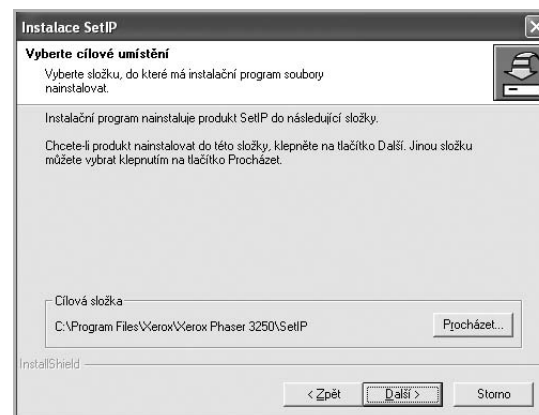 Instalace SetIP
Vyberte cílové umístění
Vyberte složku, do které má instalační program soubory
nainstalovat.
Instalační program nainstaluje produkt SetIP do následující složky.
Chcete-li produkt nainstalovat do této složky, klepněte na tlačítko Další. Jinou složku
můžete vybrat klepnutím na tlačítko Procházet.
Cílová složka
C:\Program Files\Xerox\Xerox Phaser 3250\SetIP
Procházet...
InstallShield
< Zpět
Další >
Storno